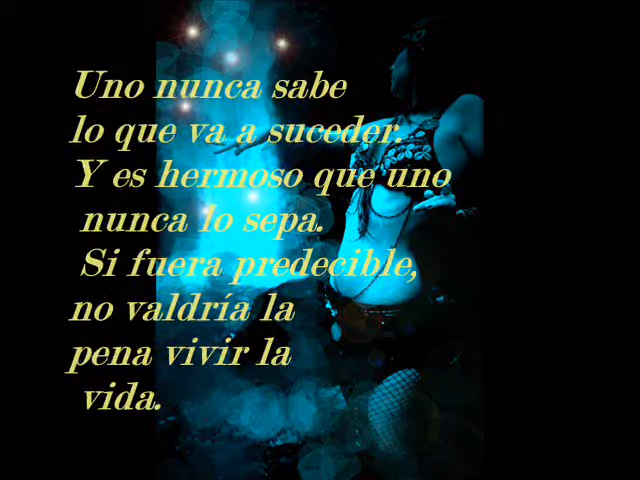 Uno nunca sabe
lo que va a suceder.
Y es hermoso que uno
nunca lo sepa.
Si fuera predecible,
no valdría la
pena vivir la
vida.